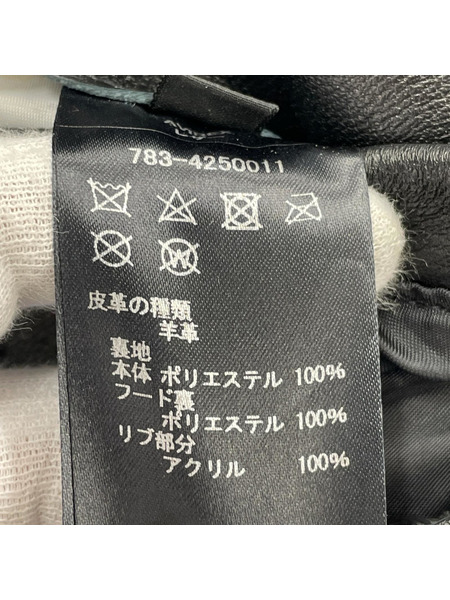 783-4250011
皮革の種類
羊革
裏地
本体 ポリエステル 100%
フード裏
ポリエステル 100%
リブ部分
アクリル 100%